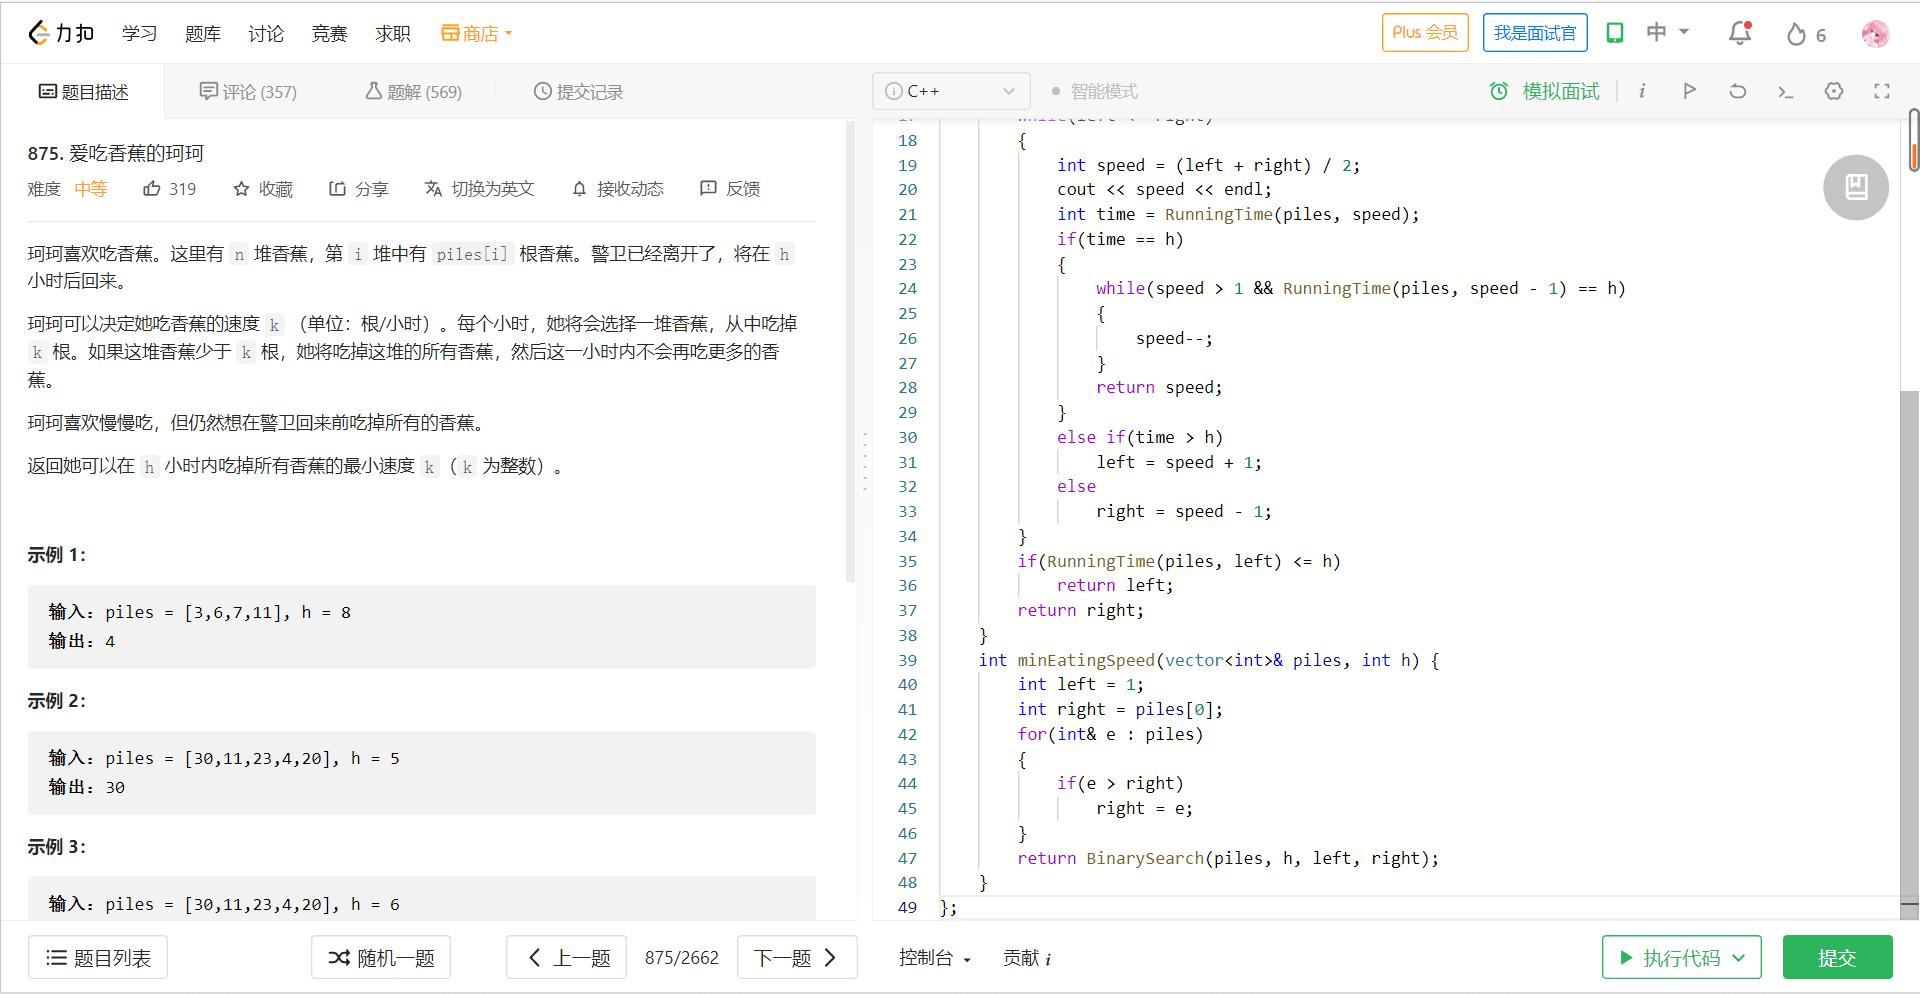 力扣 学习 题库 讨论 竞赛 求职 商店 Plus 会员 我是面试官 中 6
题目描述 评论 (357) 题解 (569) 提交记录 C++ 智能模式 模拟面试 i
875. 爱吃香蕉的珂珂
难度 中等 319 收藏 分享 切换为英文 接收动态 反馈
珂珂喜欢吃香蕉。这里有 n 堆香蕉，第 i 堆中有 piles[i] 根香蕉。警卫已经离开了，将在 h
小时后回来。
珂珂可以决定她吃香蕉的速度 k （单位：根/小时）。每个小时，她将会选择一堆香蕉，从中吃掉
k 根。如果这堆香蕉少于 k 根，她将吃掉这堆的所有香蕉，然后这一小时内不会再吃更多的香
蕉。
珂珂喜欢慢慢吃，但仍然想在警卫回来前吃掉所有的香蕉。
返回她可以在 h 小时内吃掉所有香蕉的最小速度 k（k 为整数）。
示例 1：
输入：piles = [3,6,7,11], h = 8
输出：4
示例 2：
输入：piles = [30,11,23,4,20], h = 5
输出：30
示例 3：
输入：piles = [30,11,23,4,20], h = 6
18 {
19 int speed = (left + right) / 2;
20 cout << speed << endl;
21 int time = RunningTime(piles, speed);
22 if(time == h)
23 {
24 while(speed > 1 && RunningTime(piles, speed - 1) == h)
25 {
26 speed--;
27 }
28 return speed;
29 }
30 else if(time > h)
31 left = speed + 1;
32 else
33 right = speed - 1;
34 }
35 if(RunningTime(piles, left) <= h)
36 return left;
37 return right;
38 }
39 int minEatingSpeed(vector<int>& piles, int h) {
40 int left = 1;
41 int right = piles[0];
42 for(int& e : piles)
43 {
44 if(e > right)
45 right = e;
46 }
47 return BinarySearch(piles, h, left, right);
48 }
49 };
题目列表 随机一题 上一题 875/2662 下一题 控制台 贡献 i 执行代码 提交